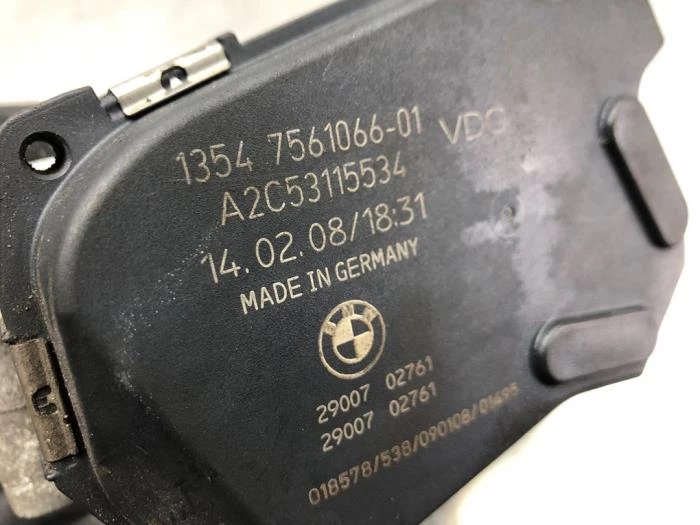 1354 7561066-01 VDO
A2C53115534
14.02.08/18:31
MADE IN GERMANY
BMW
29007 02761
29007 02761
018578/538/090108/01495